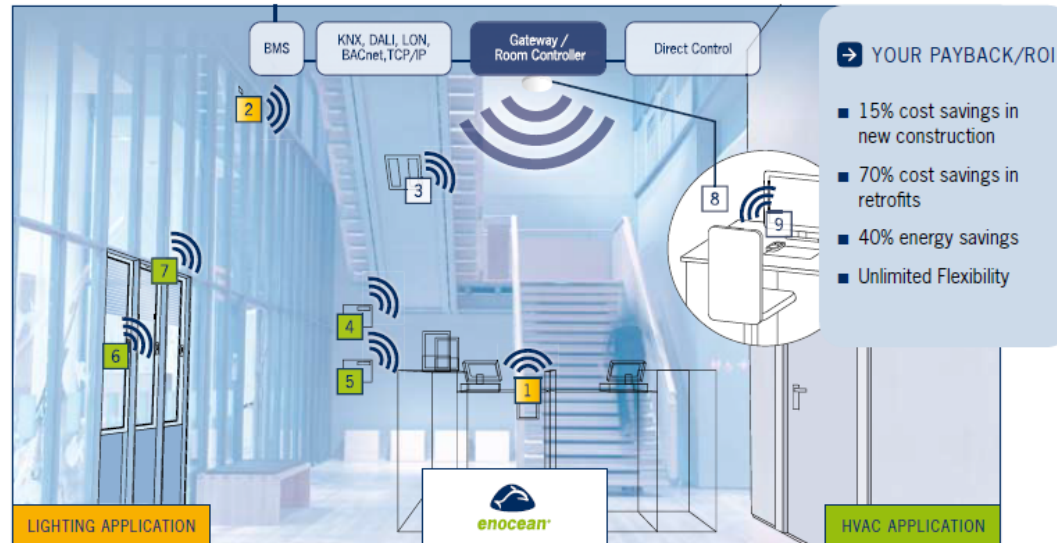 BMS
KNX, DALI, LON,
BACnet,TCP/IP
Gateway /
Room Controller
Direct Control
YOUR PAYBACK/ROI
15% cost savings in
new construction
70% cost savings in
retrofits
40% energy savings
Unlimited Flexibility
2
3
8
9
7
4
6
5
1
LIGHTING APPLICATION
enocean®
HVAC APPLICATION